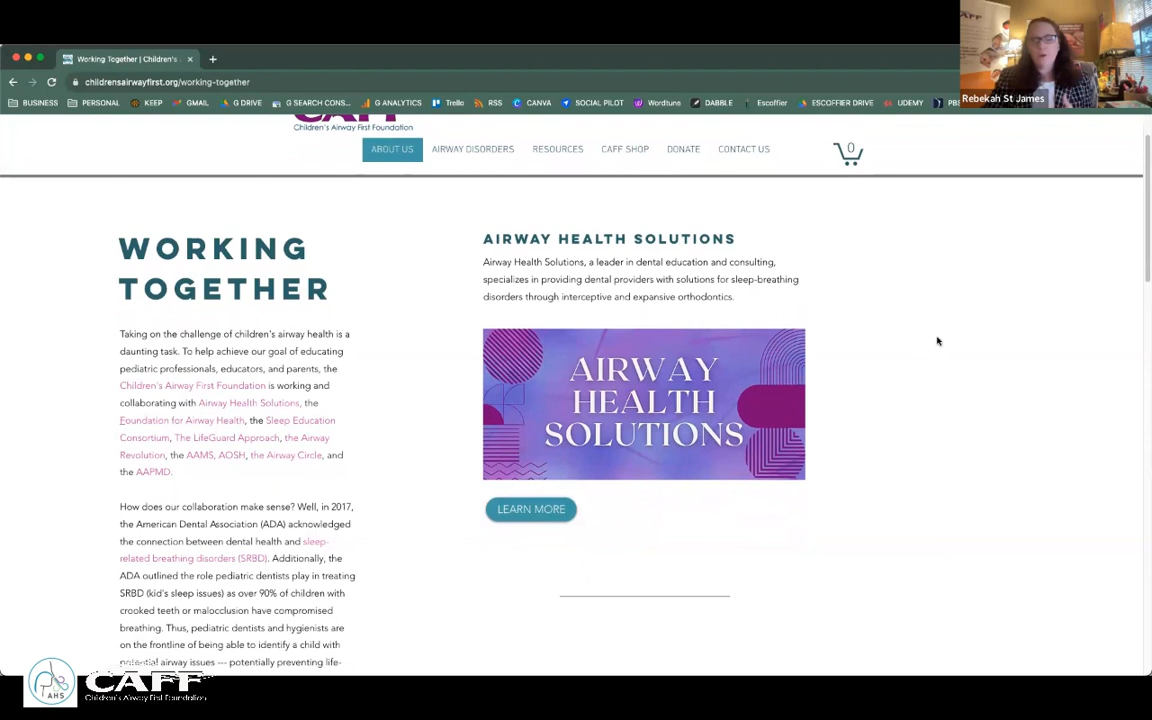 Working Together | Children's
childrensairwayfirst.org/working-together
BUSINESS PERSONAL KEEP GMAIL G DRIVE G SEARCH CONS... G ANALYTICS Trello RSS CANVA SOCIAL PILOT Wordtune DABBLE Escoffier ESCOFFIER DRIVE UDEMY
Rebekah St James
CAFF
Children's Airway First Foundation
ABOUT US AIRWAY DISORDERS RESOURCES CAFF SHOP DONATE CONTACT US 0
WORKING
TOGETHER
Taking on the challenge of children's airway health is a
daunting task. To help achieve our goal of educating
pediatric professionals, educators, and parents, the
Children's Airway First Foundation is working and
collaborating with Airway Health Solutions, the
Foundation for Airway Health, the Sleep Education
Consortium, The LifeGuard Approach, the Airway
Revolution, the AAMS, AOSH, the Airway Circle, and
the AAPMD.
How does our collaboration make sense? Well, in 2017,
the American Dental Association (ADA) acknowledged
the connection between dental health and sleep-
related breathing disorders (SRBD). Additionally, the
ADA outlined the role pediatric dentists play in treating
SRBD (kid's sleep issues) as over 90% of children with
crooked teeth or malocclusion have compromised
breathing. Thus, pediatric dentists and hygienists are
on the frontline of being able to identify a child with
potential airway issues --- potentially preventing life-
AIRWAY HEALTH SOLUTIONS
Airway Health Solutions, a leader in dental education and consulting,
specializes in providing dental providers with solutions for sleep-breathing
disorders through interceptive and expansive orthodontics.
AIRWAY
HEALTH
SOLUTIONS
LEARN MORE
AHS
CAFF
Children's Airway First Foundation